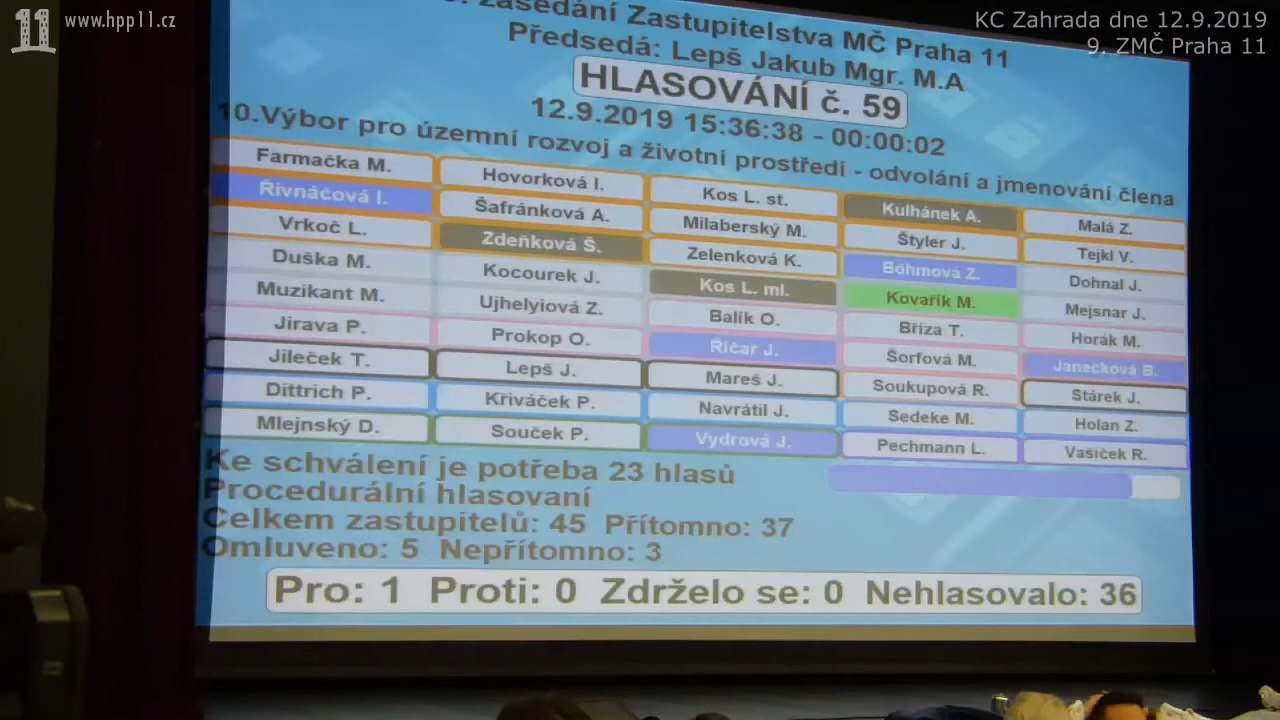 11 www.hpp11.cz
KC Zahrada dne 12.9.2019
9. ZMČ Praha 11
zasedání Zastupitelstva MČ Praha 11
Předsedá: Lepš Jakub Mgr. M.A
HLASOVÁNÍ č. 59
12.9.2019 15:36:38 - 00:00:02
10.Výbor pro územní rozvoj a životní prostředí - odvolání a jmenování člena
Farmačka M. Hovorková I. Kos L. st. Kulhánek A. Malá Z.
Řivnáčová I. Šafránková A. Milaberský M. Štyler J. Tejkl V.
Vrkoč L. Zdeňková Š. Zelenková K. Böhmová Z. Dohnal J.
Duška M. Kocourek J. Kos L. ml. Kovařík M. Mejsnar J.
Muzikant M. Ujhelyiová Z. Balík O. Bříza T. Horák M.
Jirava P. Prokop O. Říčař J. Šorfová M. Janecková B.
Jileček T. Lepš J. Mareš J. Soukupová R. Stárek J.
Dittrich P. Křiváček P. Navrátil J. Sedeke M. Holan Z.
Mlejnský D. Souček P. Vydrová J. Pechmann L. Vašíček R.
Ke schválení je potřeba 23 hlasů
Procedurální hlasovaní
Celkem zastupitelů: 45 Přítomno: 37
Omluveno: 5 Nepřítomno: 3
Pro: 1 Proti: 0 Zdrželo se: 0 Nehlasovalo: 36